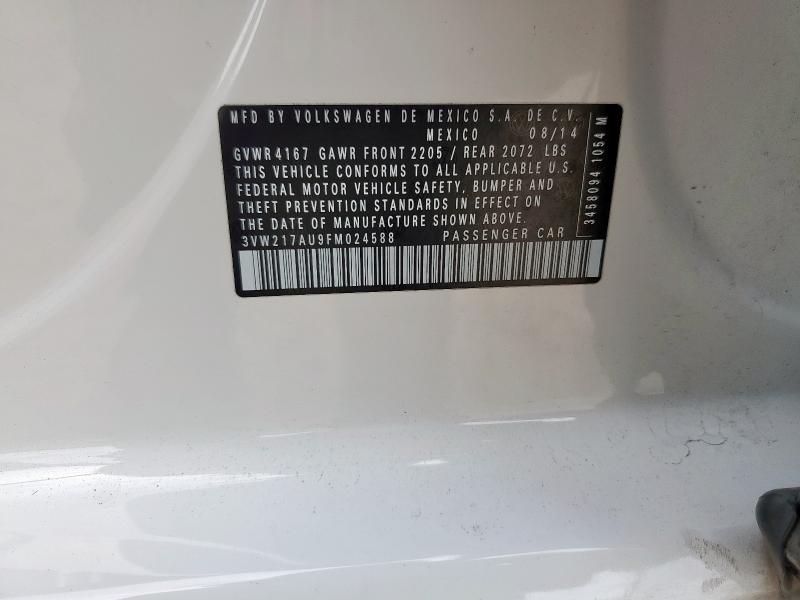 MFD BY VOLKSWAGEN DE MEXICO S.A. DE C.V.
MEXICO 08/14
GVWR 4167 GAWR FRONT 2205 / REAR 2072 LBS
THIS VEHICLE CONFORMS TO ALL APPLICABLE U.S.
FEDERAL MOTOR VEHICLE SAFETY, BUMPER AND
THEFT PREVENTION STANDARDS IN EFFECT ON
THE DATE OF MANUFACTURE SHOWN ABOVE.
3VW217AU9FM024588 PASSENGER CAR
3458094 1054 M